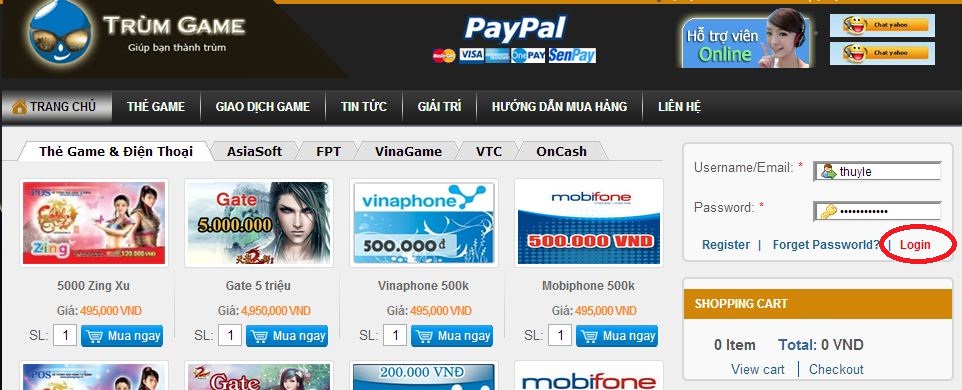 TRÙM GAME
Giúp bạn thành trùm
PayPal
VISA
OnePAY SenPay
Hỗ trợ viên
Online
Chat yahoo
Chat yahoo
TRANG CHỦ THẺ GAME GIAO DỊCH GAME TIN TỨC GIẢI TRÍ HƯỚNG DẪN MUA HÀNG LIÊN HỆ
Thẻ Game & Điện Thoại AsiaSoft FPT VinaGame VTC OnCash
Username/Email: * thuyle
Password: * ••••••••••••
Register | Forget Passworld? | Login
POS
Zing
120.000 VND
Gate
5.000.000
vinaphone
500.000đ
mobifone
500.000 VND
5000 Zing Xu Gate 5 triệu Vinaphone 500k Mobiphone 500k
Giá: 495,000 VND Giá: 4,950,000 VND Giá: 495,000 VND Giá: 495,000 VND
SL: 1 Mua ngay SL: 1 Mua ngay SL: 1 Mua ngay SL: 1 Mua ngay
SHOPPING CART
0 Item Total: 0 VND
View cart | Checkout
POS
Gate
200.000 VNĐ
mobifone